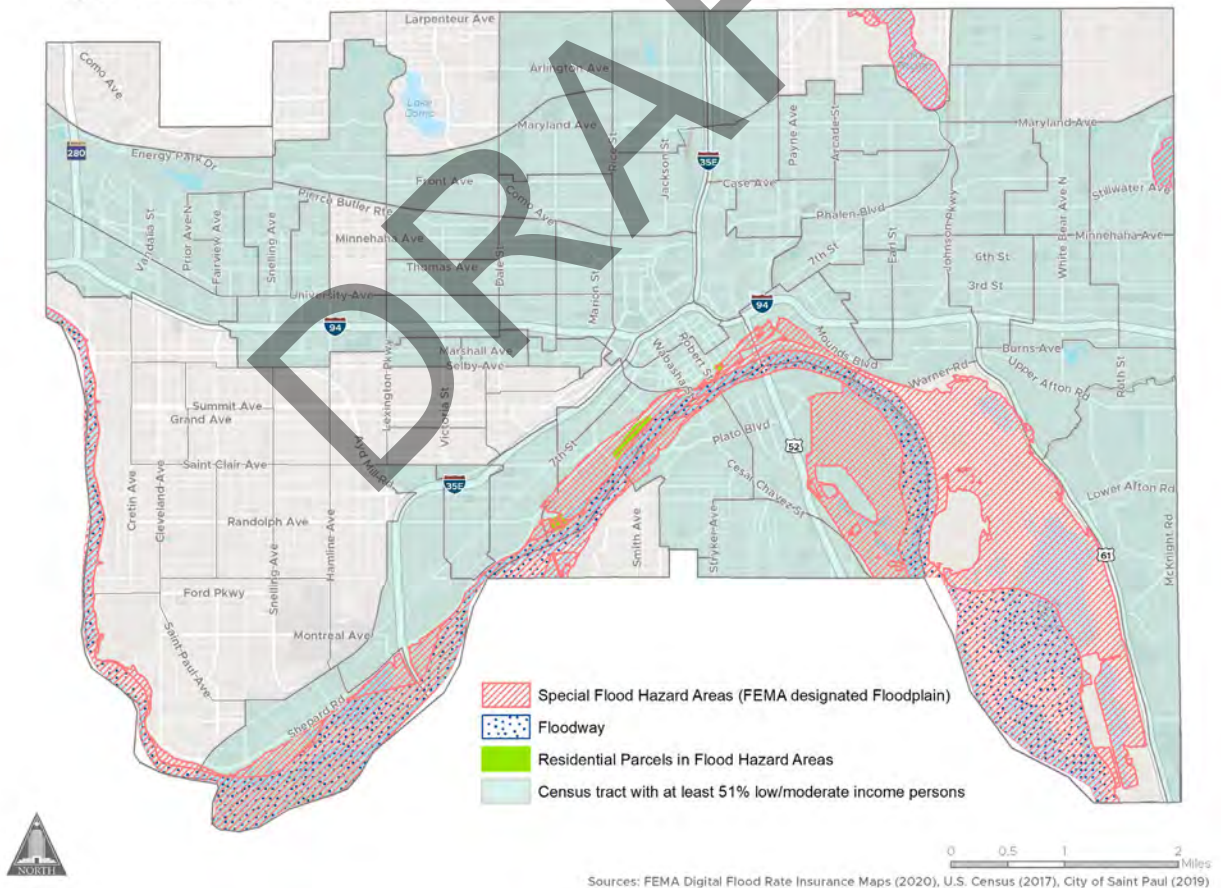 Larpenteur Ave
Como Ave
Arlington Ave
Lake
Como
Maryland Ave
Maryland Ave
280
Energy Park Dr
Rice St
Jackson St
35E
Payne Ave
Arcade St
Front Ave
Como Ave
Case Ave
Stillwater Ave
Pierce Butler Rte
Phalen Blvd
Vandalia St
Prior Ave N
Fairview Ave
Snelling Ave
Minnehaha Ave
Thomas Ave
Dale St
Marion St
7th St
Earl St
Johnson Pkwy
White Bear Ave N
Minnehaha Ave
6th St
3rd St
University Ave
94
94
Marshall Ave
Selby Ave
Lexington Pkwy
Victoria St
Robert St
Wabasha St
Mounds Blvd
Burns Ave
Upper Afton Rd
Ruth St
Warner Rd
Summit Ave
Grand Ave
Ayd Mill Rd
7th St
Plato Blvd
52
Saint Clair Ave
35E
Cesar Chavez St
Lower Afton Rd
Cretin Ave
Cleveland Ave
Randolph Ave
Hamline Ave
Snelling Ave
Smith Ave
Stryker Ave
61
McKnight Rd
Ford Pkwy
Saint Paul Ave
Montreal Ave
Shepard Rd
DRAF
Special Flood Hazard Areas (FEMA designated Floodplain)
Floodway
Residential Parcels in Flood Hazard Areas
Census tract with at least 51% low/moderate income persons
NORTH
0 0.5 1 2
Miles
Sources: FEMA Digital Flood Rate Insurance Maps (2020), U.S. Census (2017), City of Saint Paul (2019)